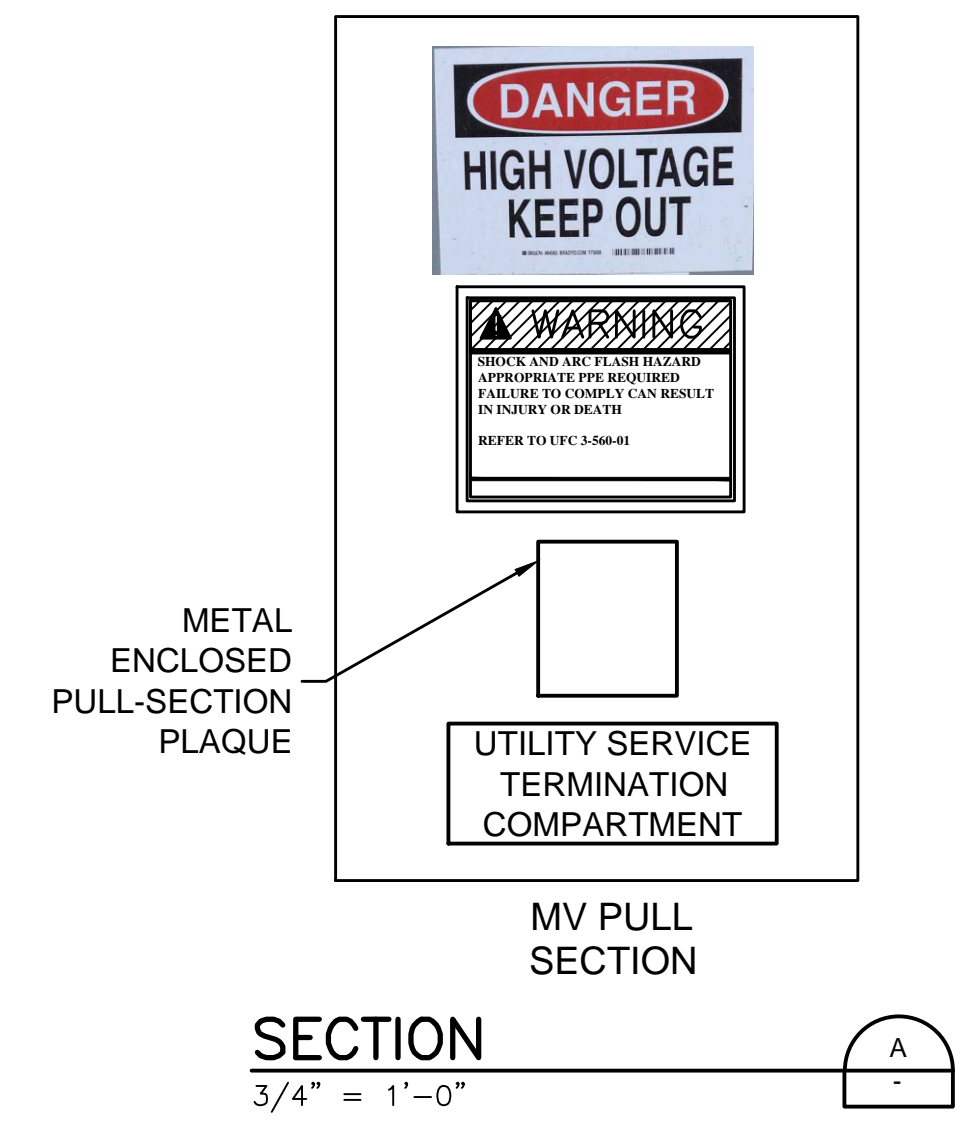 DANGER
HIGH VOLTAGE
KEEP OUT
WARNING
SHOCK AND ARC FLASH HAZARD
APPROPRIATE PPE REQUIRED
FAILURE TO COMPLY CAN RESULT
IN INJURY OR DEATH
REFER TO UFC 3-560-01
METAL
ENCLOSED
PULL-SECTION
PLAQUE
UTILITY SERVICE
TERMINATION
COMPARTMENT
MV PULL
SECTION
SECTION
3/4" = 1'-0"
A
-